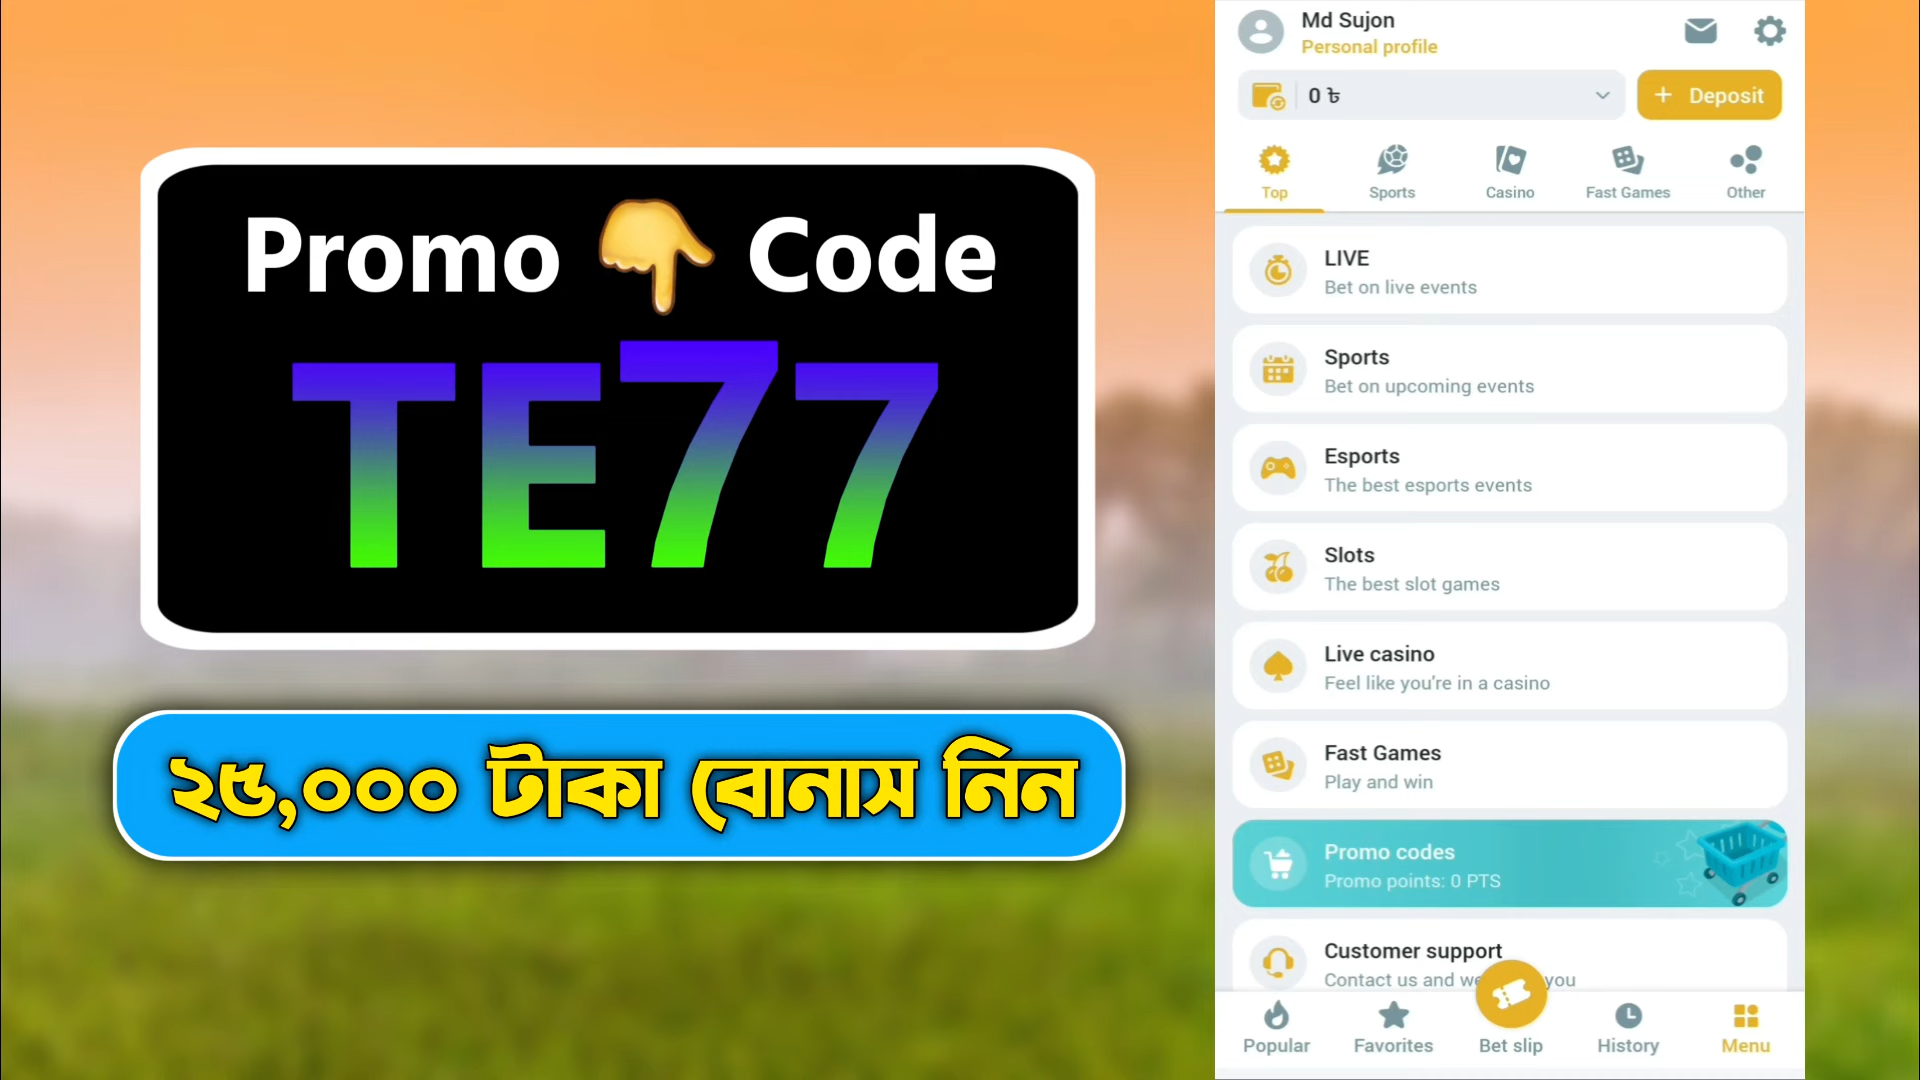 Promo 👇 Code
TE77
২৫,০০০ টাকা বোনাস নিন
Md Sujon
Personal profile
0 ৳
+ Deposit
Top
Sports
Casino
Fast Games
Other
LIVE
Bet on live events
Sports
Bet on upcoming events
Esports
The best esports events
Slots
The best slot games
Live casino
Feel like you're in a casino
Fast Games
Play and win
Promo codes
Promo points: 0 PTS
Customer support
Contact us and we you
Popular
Favorites
Bet slip
History
Menu